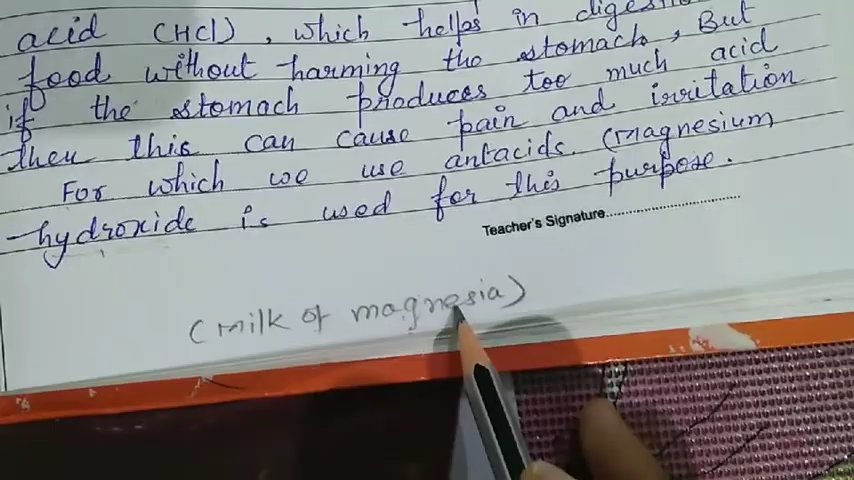 acid (HCl), which helps in digestion
food without harming the stomach, But
if the stomach produces too much acid
then this can cause pain and irritation
For which we use antacids. (Magnesium
hydroxide is used for this purpose.
Teacher's Signature
(Milk of magnesia)